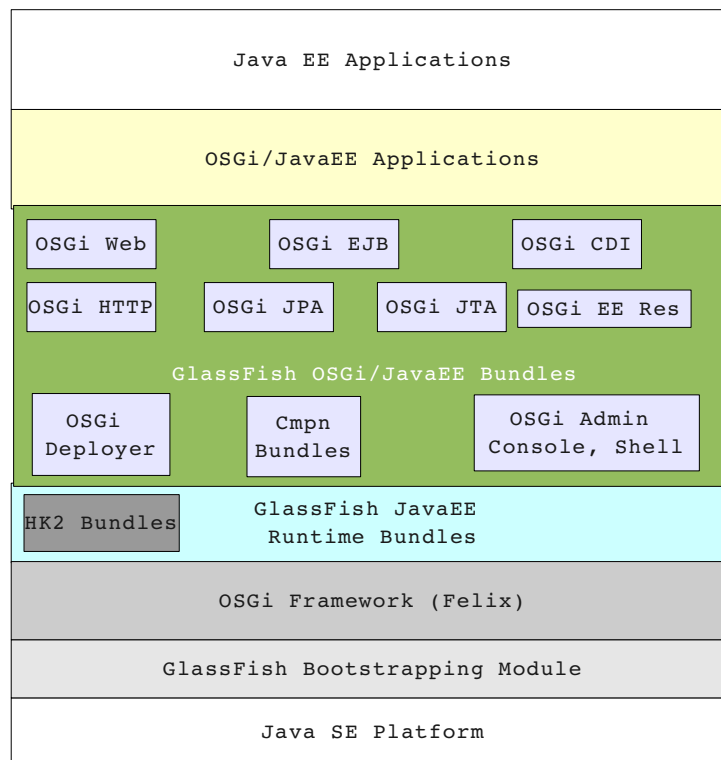 Java EE Applications
OSGi/JavaEE Applications
OSGi Web
OSGi EJB
OSGi CDI
OSGi HTTP
OSGi JPA
OSGi JTA
OSGi EE Res
GlassFish OSGi/JavaEE Bundles
OSGi
Deployer
Cmpn
Bundles
OSGi Admin
Console, Shell
HK2 Bundles
GlassFish JavaEE
Runtime Bundles
OSGi Framework (Felix)
GlassFish Bootstrapping Module
Java SE Platform